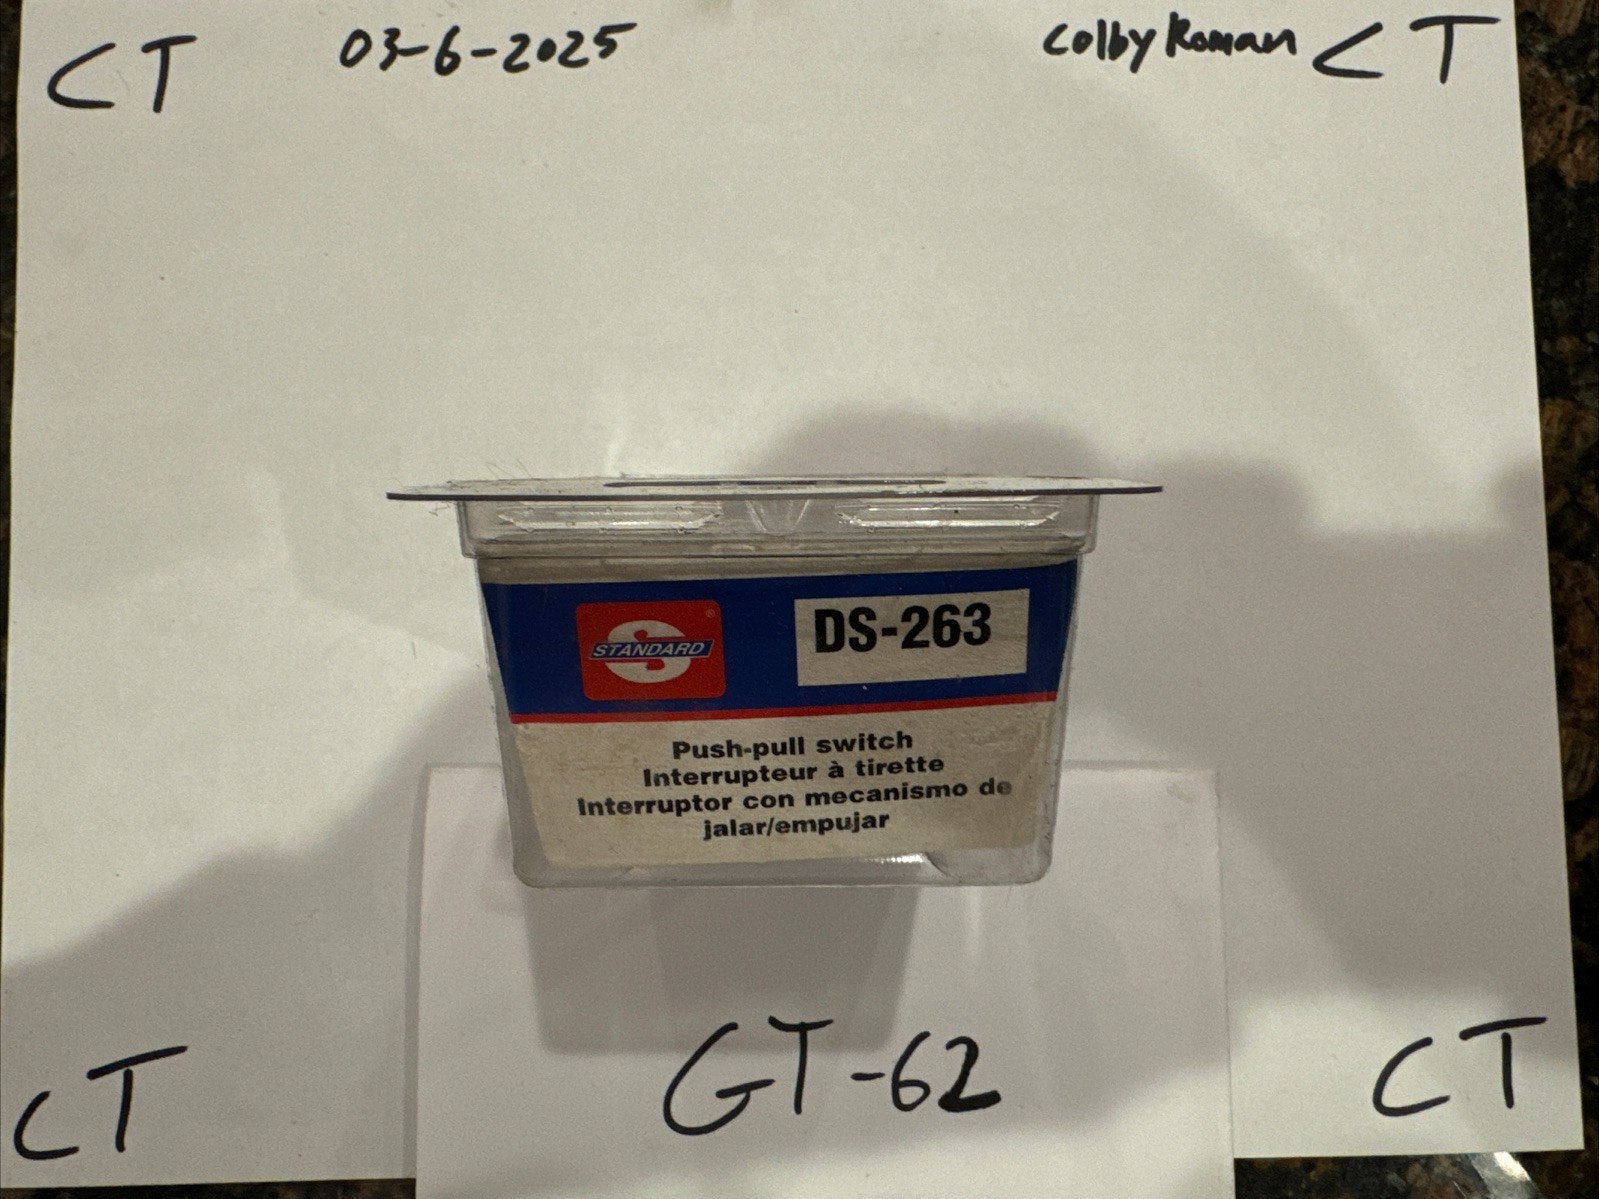 CT 03-6-2025 Colby Roman CT
STANDARD ®
DS-263
Push-pull switch
Interrupteur à tirette
Interruptor con mecanismo de
jalar/empujar
GT-62
CT CT